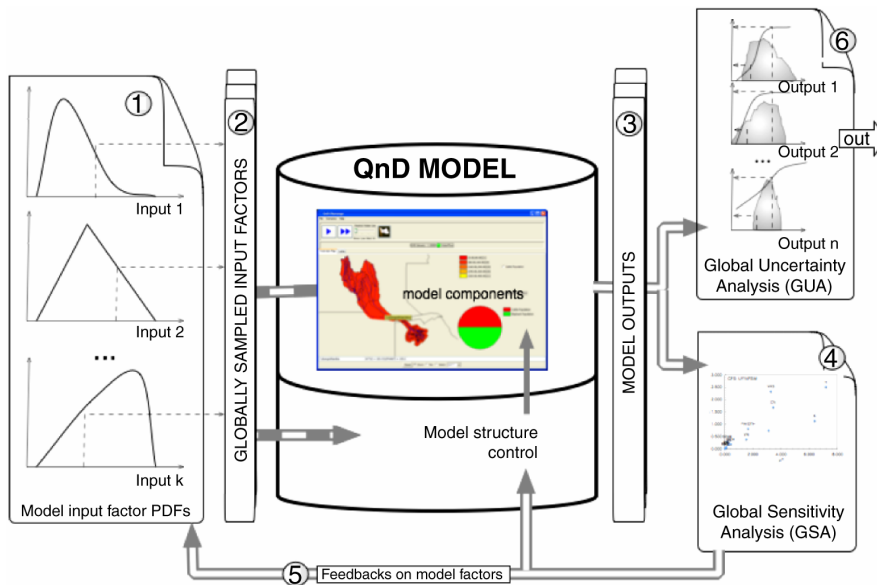 1
Input 1
Input 2
...
Input k
Model input factor PDFs
2
GLOBALLY SAMPLED INPUT FACTORS
QnD MODEL
model components
Model structure
control
3
MODEL OUTPUTS
6
Output 1
Output 2
...
Output n
Global Uncertainty
Analysis (GUA)
out
4
Global Sensitivity
Analysis (GSA)
5
Feedbacks on model factors